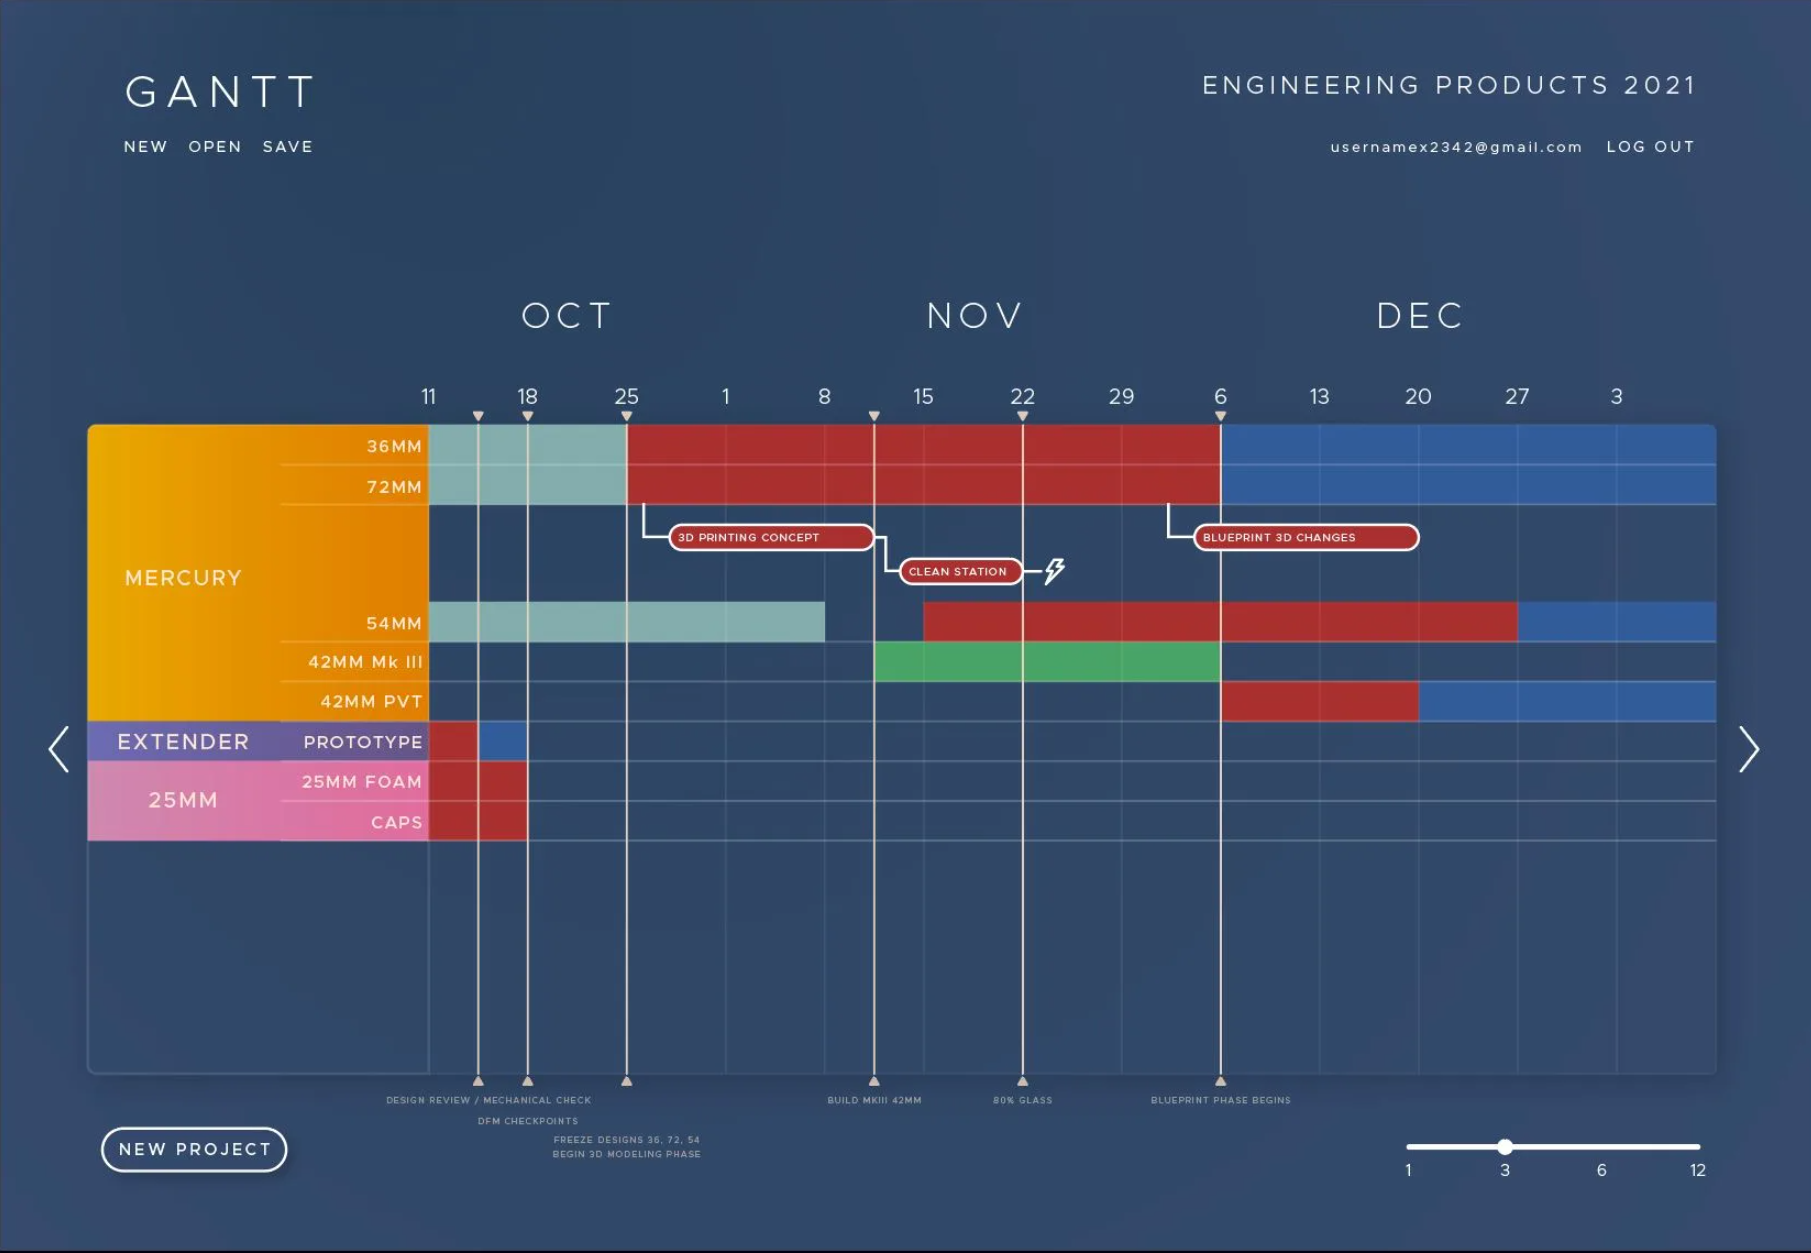 GANTT
ENGINEERING PRODUCTS 2021
NEW OPEN SAVE
usernamex2342@gmail.com LOG OUT
OCT NOV DEC
11 18 25 1 8 15 22 29 6 13 20 27 3
36MM
72MM
3D PRINTING CONCEPT
BLUEPRINT 3D CHANGES
CLEAN STATION
MERCURY
54MM
42MM Mk III
42MM PVT
EXTENDER PROTOTYPE
25MM FOAM
25MM
CAPS
DESIGN REVIEW / MECHANICAL CHECK
BUILD MKIII 42MM
80% GLASS
BLUEPRINT PHASE BEGINS
DFM CHECKPOINTS
FREEZE DESIGNS 36, 72, 54
BEGIN 3D MODELING PHASE
NEW PROJECT
1 3 6 12